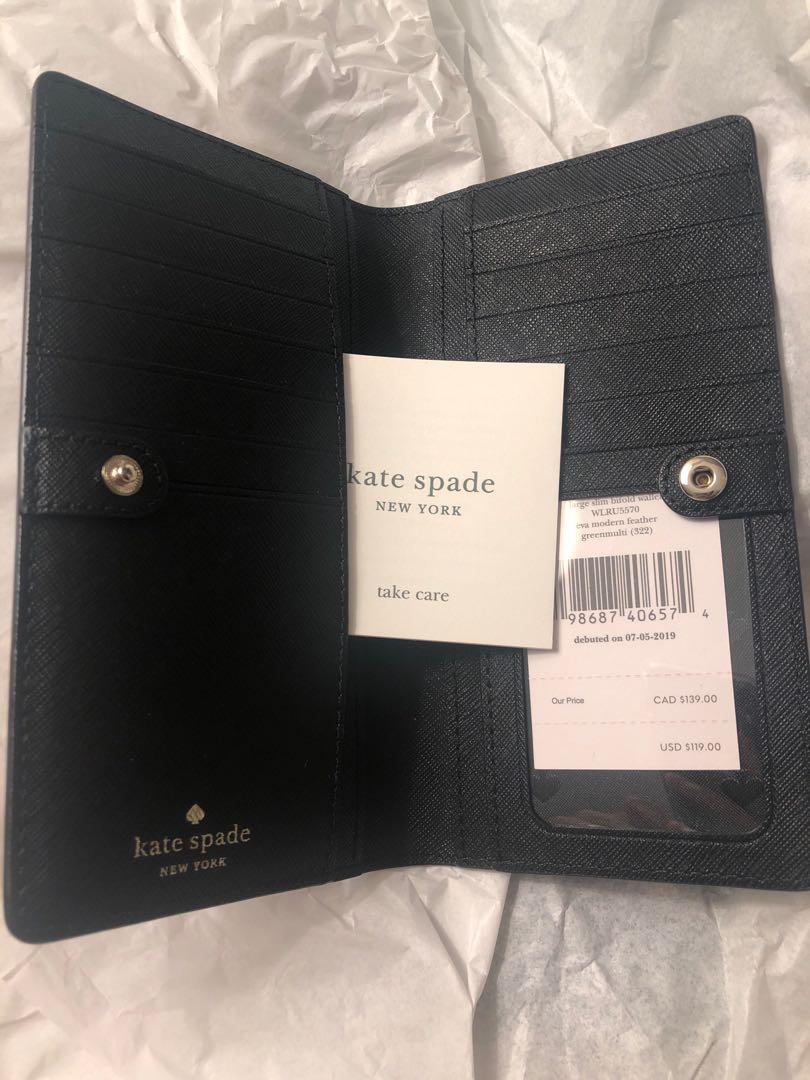 kate spade
NEW YORK
take care
large slim bifold wallet
WLRU5570
eva modern feather
greenmulti (322)
98687 40657 4
debuted on 07-05-2019
Our Price CAD $139.00
USD $119.00
kate spade
NEW YORK